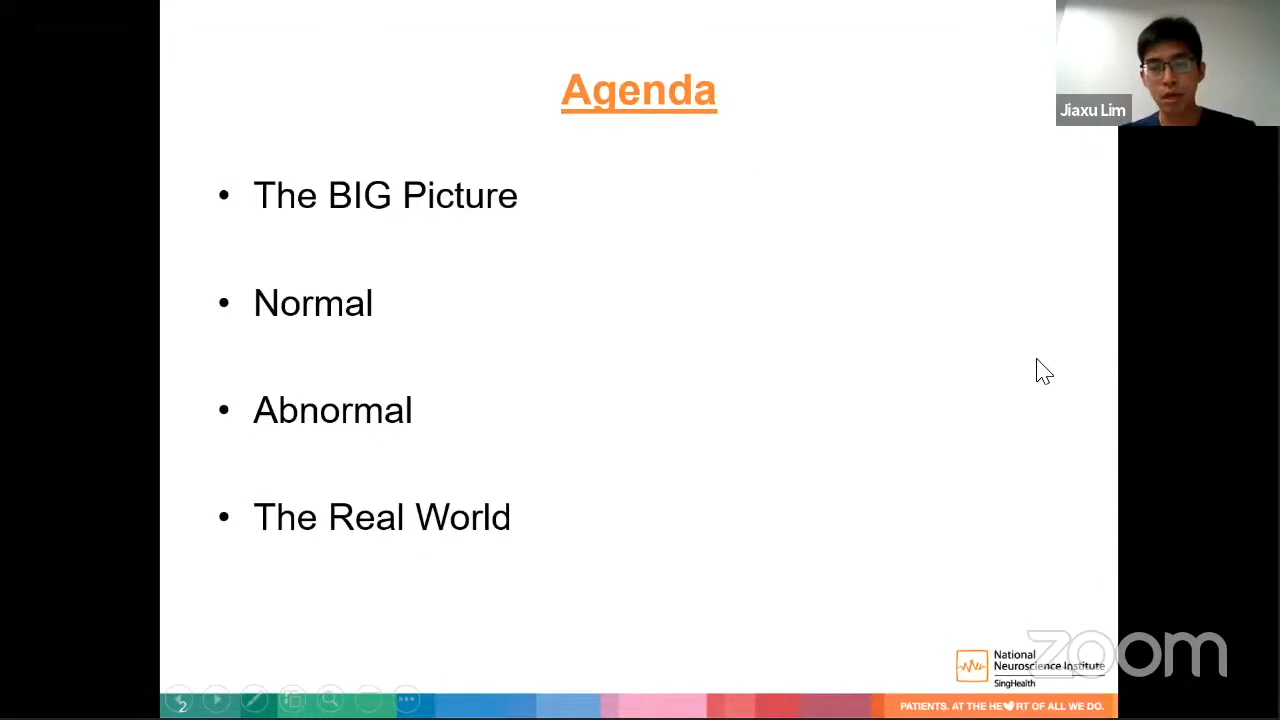 Agenda
Jiaxu Lim
• The BIG Picture
• Normal
• Abnormal
• The Real World
National
Neuroscience Institute
SingHealth
zoom
2
PATIENTS. AT THE HE♥RT OF ALL WE DO.